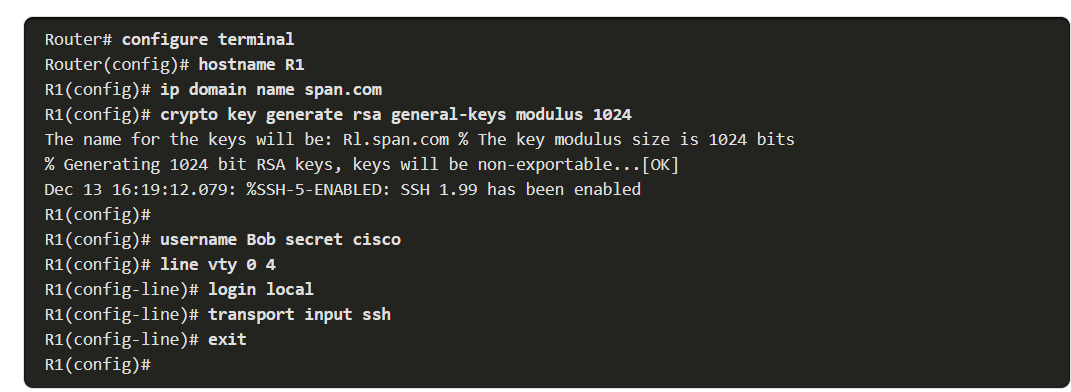 Router# configure terminal
Router(config)# hostname R1
R1(config)# ip domain name span.com
R1(config)# crypto key generate rsa general-keys modulus 1024
The name for the keys will be: Rl.span.com % The key modulus size is 1024 bits
% Generating 1024 bit RSA keys, keys will be non-exportable...[OK]
Dec 13 16:19:12.079: %SSH-5-ENABLED: SSH 1.99 has been enabled
R1(config)#
R1(config)# username Bob secret cisco
R1(config)# line vty 0 4
R1(config-line)# login local
R1(config-line)# transport input ssh
R1(config-line)# exit
R1(config)#